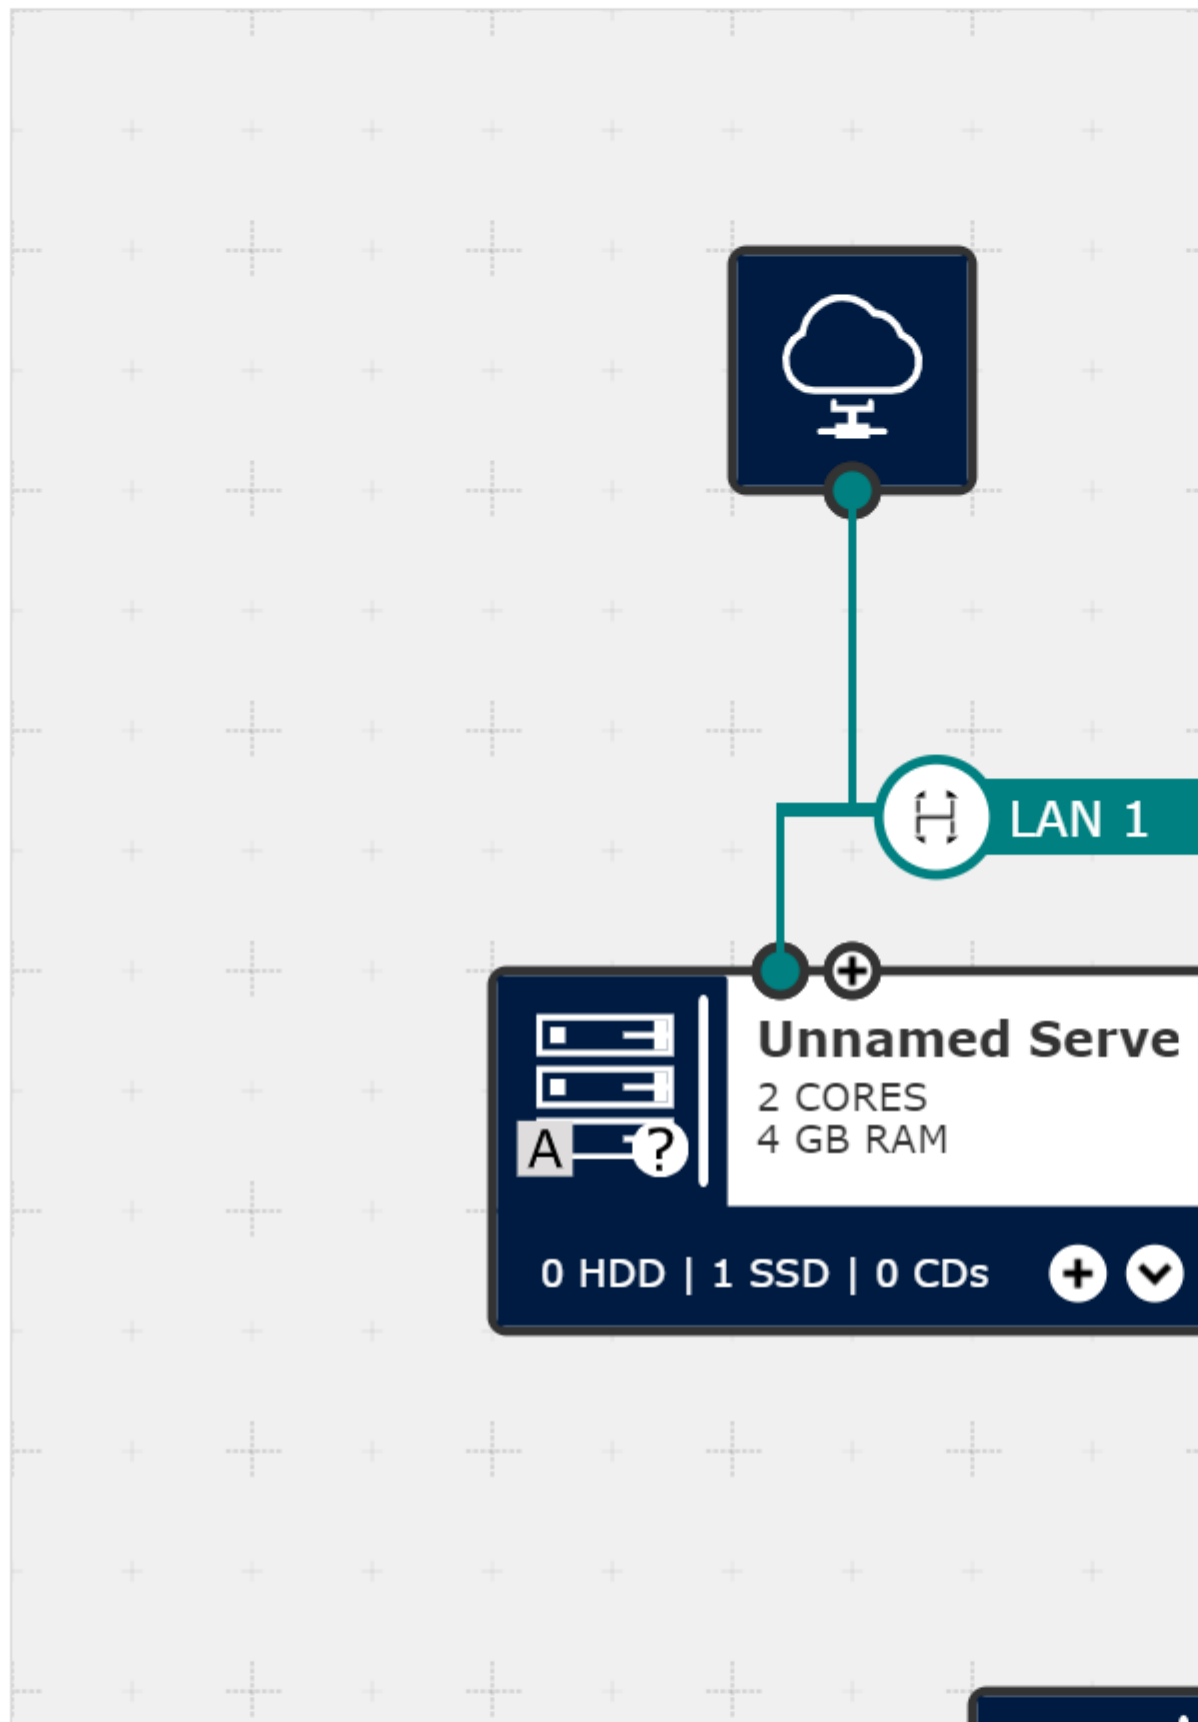 LAN 1
Unnamed Serve
2 CORES
4 GB RAM
A ?
0 HDD | 1 SSD | 0 CDs